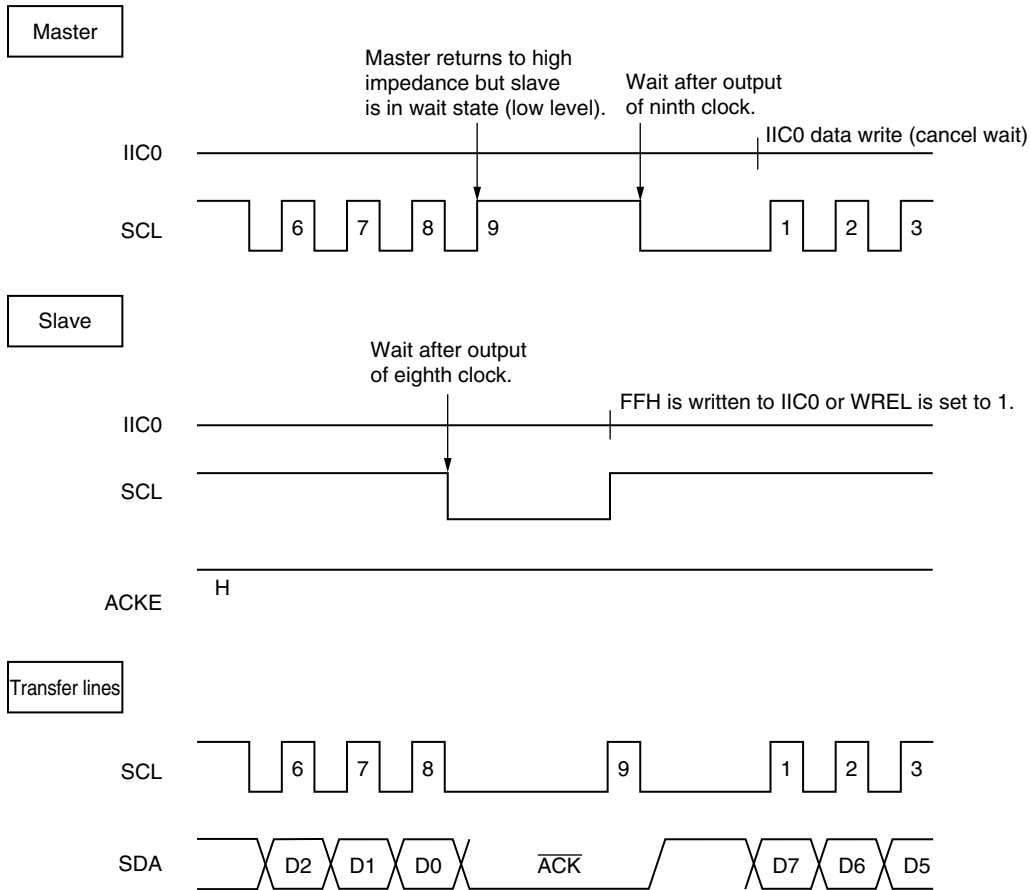 Master
Master returns to high
impedance but slave
is in wait state (low level).
Wait after output
of ninth clock.
IIC0 data write (cancel wait)
IIC0
SCL
6 7 8 9 1 2 3
Slave
Wait after output
of eighth clock.
FFH is written to IIC0 or WREL is set to 1.
IIC0
SCL
H
ACKE
Transfer lines
SCL
6 7 8 9 1 2 3
SDA
D2 D1 D0 A̅C̅K̅ D7 D6 D5